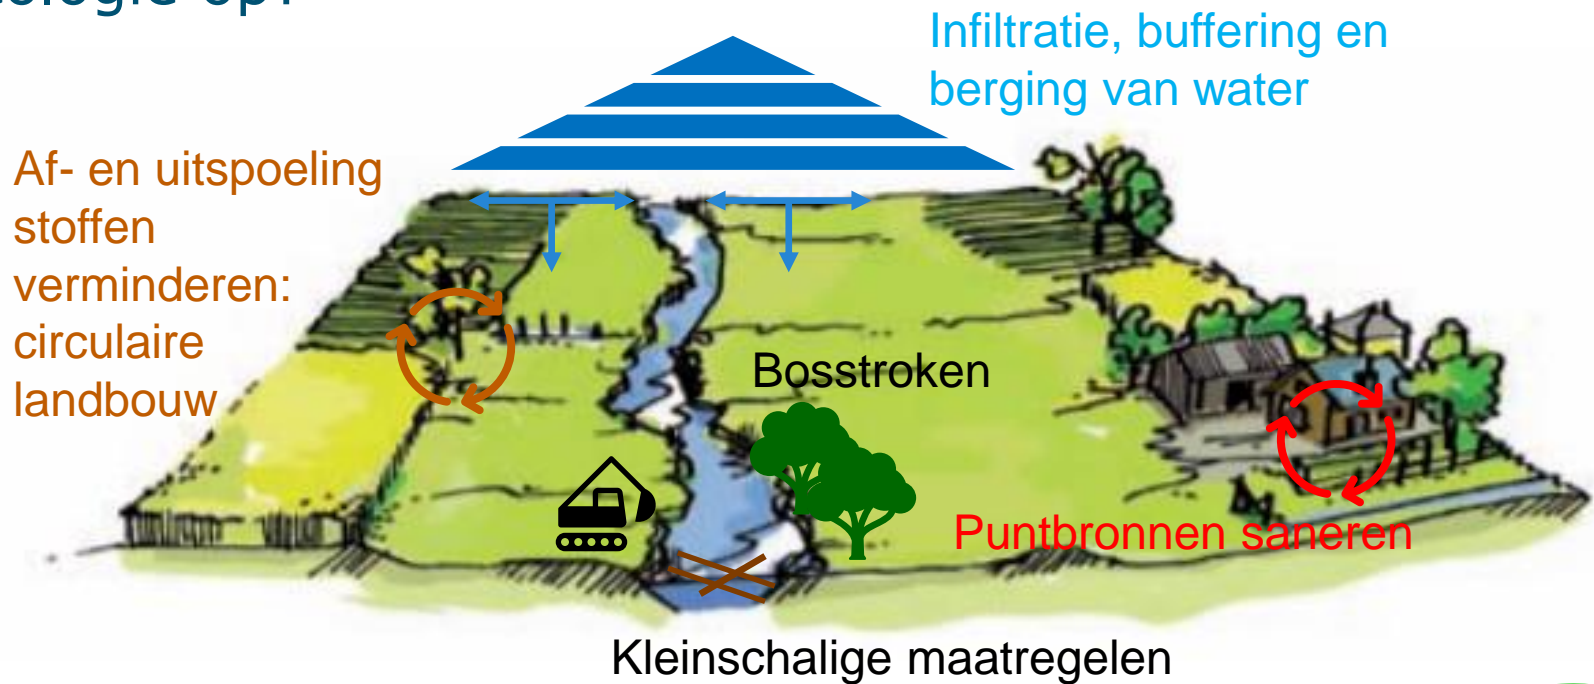 Infiltratie, buffering en
berging van water
Af- en uitspoeling
stoffen
verminderen:
circulaire
landbouw
Bosstroken
Puntbronnen saneren
Kleinschalige maatregelen